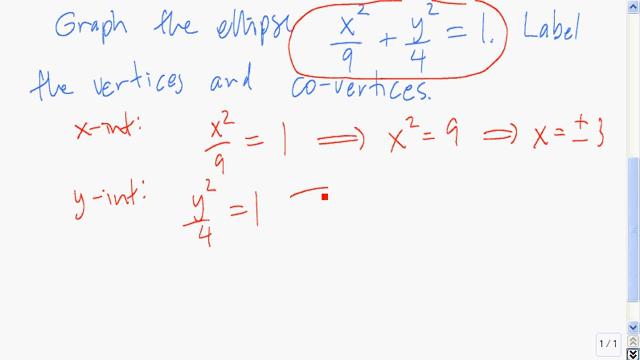 Graph the ellipse x²/9 + y²/4 = 1. Label
the vertices and co-vertices.
x-int: x²/9 = 1 ⟹ x² = 9 ⟹ x = ± 3
y-int: y²/4 = 1
1 / 1